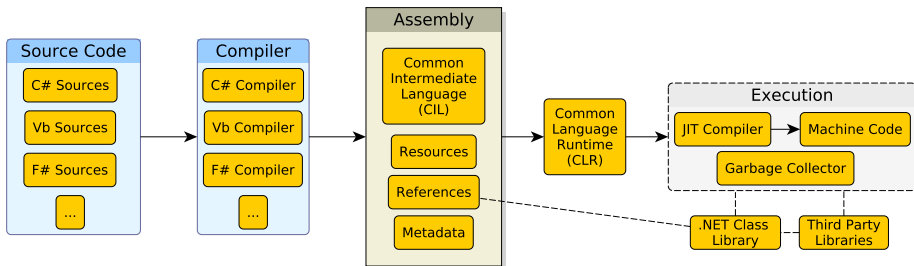 Source Code
C# Sources
Vb Sources
F# Sources
...
Compiler
C# Compiler
Vb Compiler
F# Compiler
...
Assembly
Common
Intermediate
Language
(CIL)
Resources
References
Metadata
Common
Language
Runtime
(CLR)
Execution
JIT Compiler
Machine Code
Garbage Collector
.NET Class
Library
Third Party
Libraries